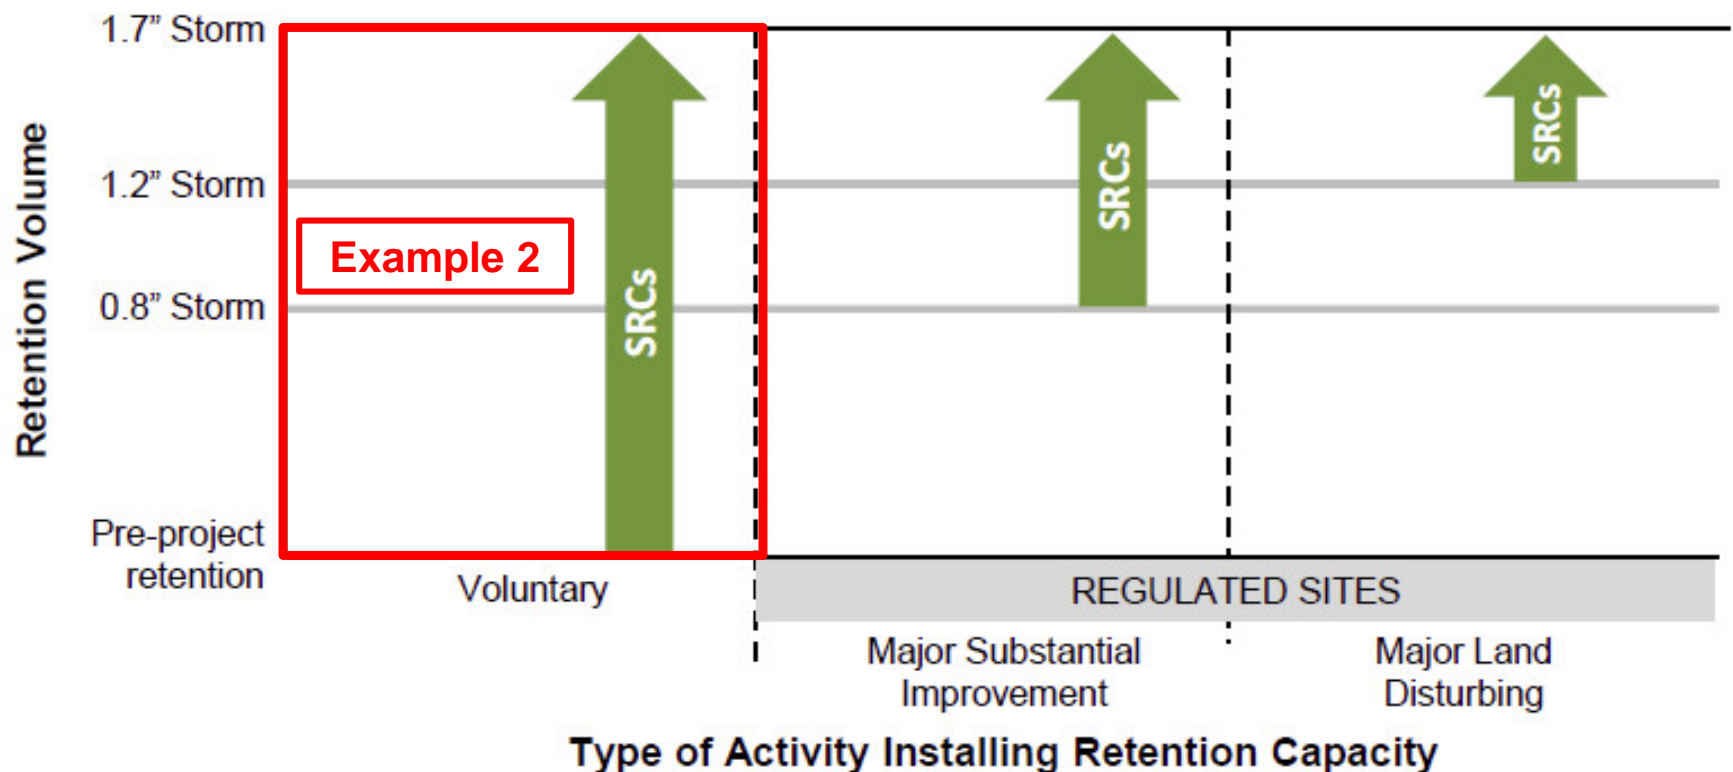 Retention Volume
1.7” Storm
1.2” Storm
0.8” Storm
Pre-project
retention
Example 2
SRCs
SRCs
SRCs
Voluntary
REGULATED SITES
Major Substantial
Improvement
Major Land
Disturbing
Type of Activity Installing Retention Capacity